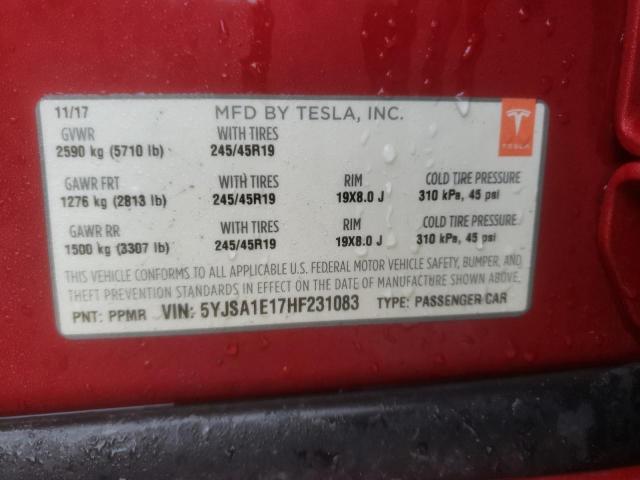 11/17 MFD BY TESLA, INC.
GVWR WITH TIRES
2590 kg (5710 lb) 245/45R19
TESLA
GAWR FRT WITH TIRES RIM COLD TIRE PRESSURE
1276 kg (2813 lb) 245/45R19 19X8.0 J 310 kPs, 45 psi
GAWR RR WITH TIRES RIM COLD TIRE PRESSURE
1500 kg (3307 lb) 245/45R19 19X8.0 J 310 kPs, 45 psi
THIS VEHICLE CONFORMS TO ALL APPLICABLE U.S. FEDERAL MOTOR VEHICLE SAFETY, BUMPER, AND
THEFT PREVENTION STANDARDS IN EFFECT ON THE DATE OF MANUFACTURE SHOWN ABOVE.
PNT: PPMR VIN: 5YJSA1E17HF231083 TYPE: PASSENGER CAR